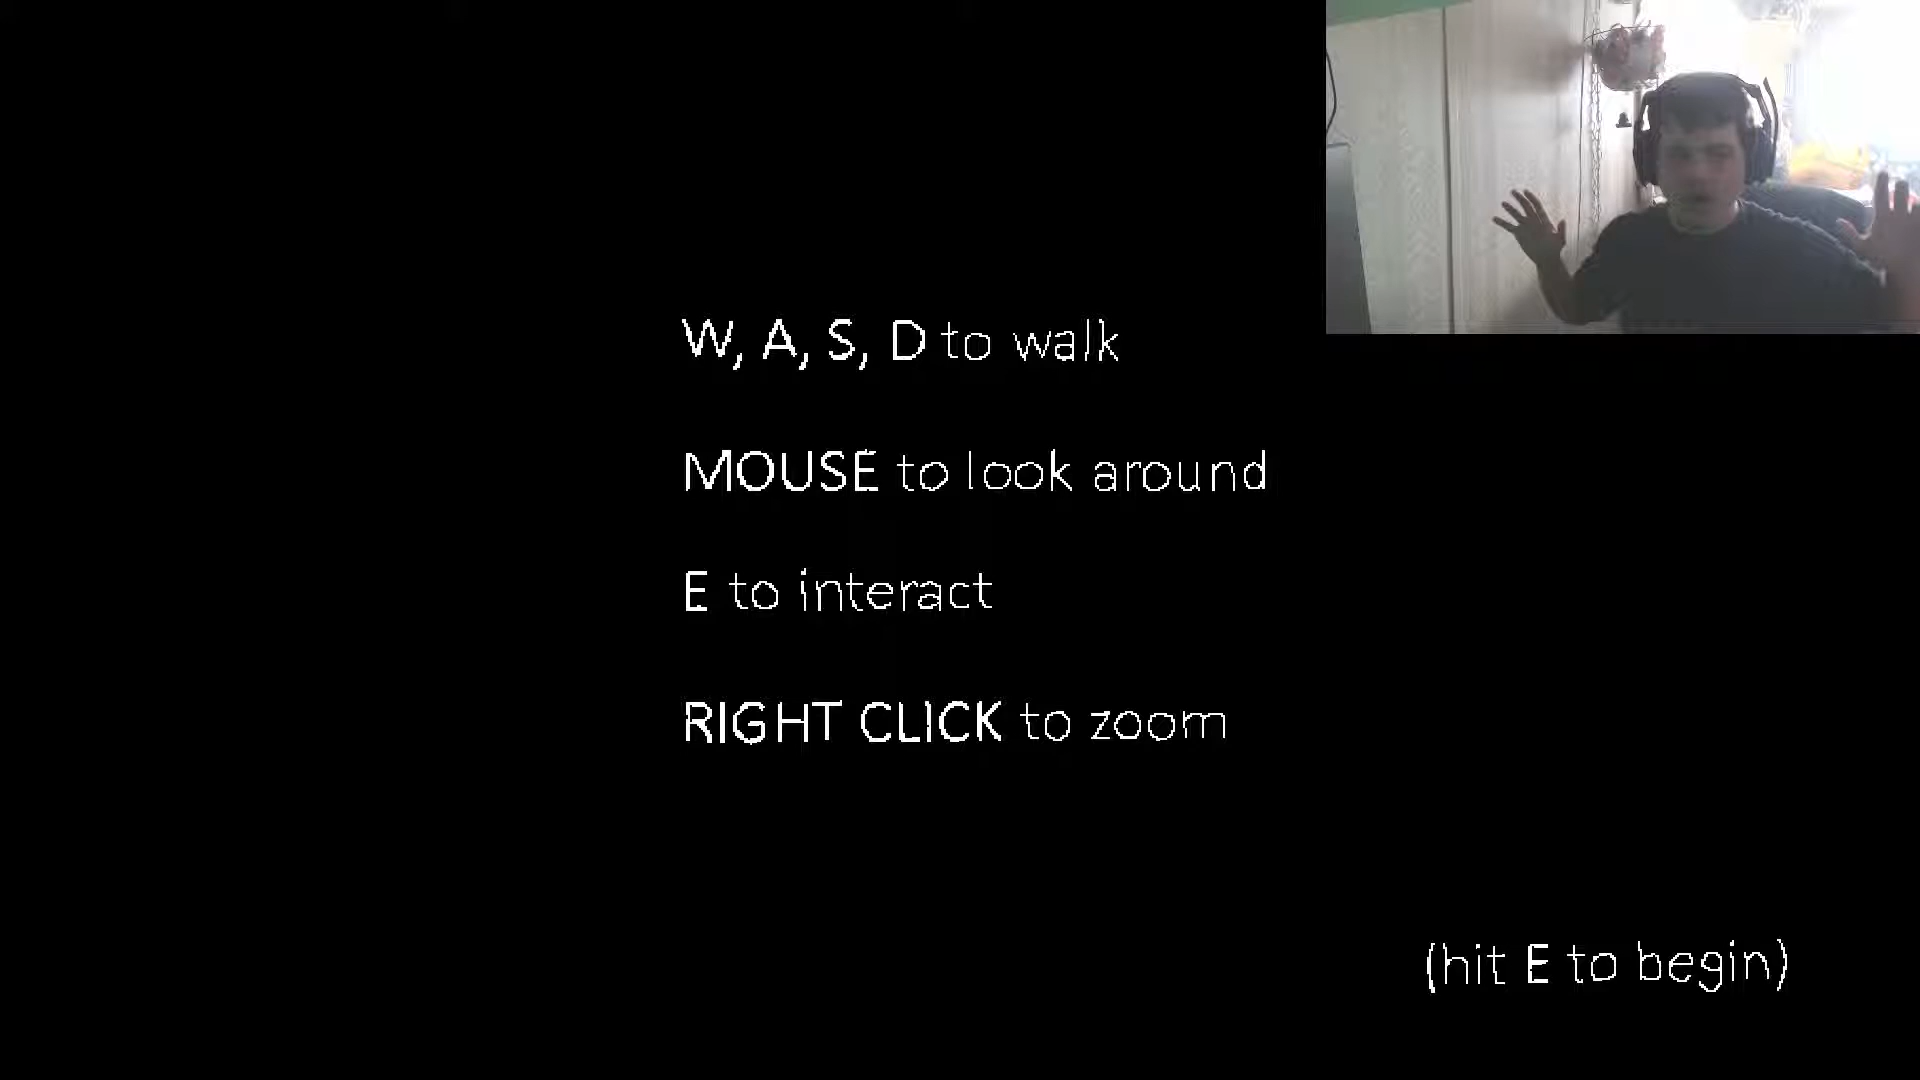 W, A, S, D to walk
MOUSE to look around
E to interact
RIGHT CLICK to zoom
(hit E to begin)